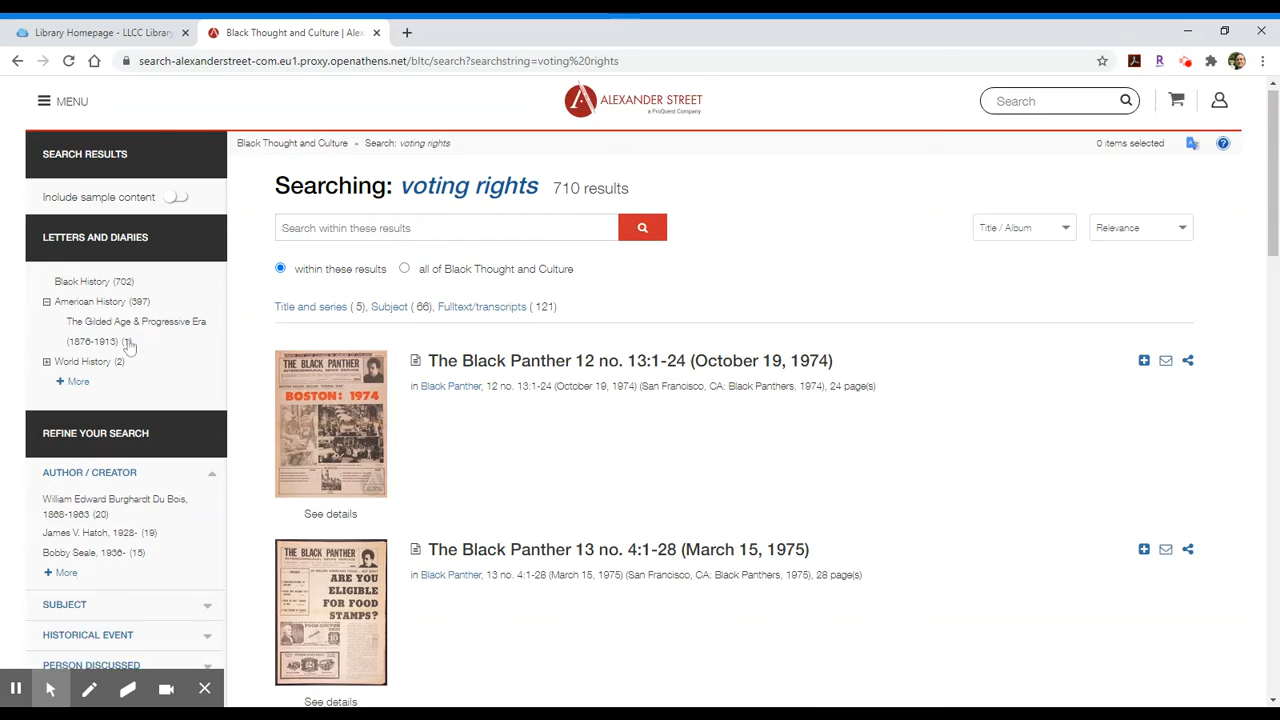 Library Homepage - LLCC Library
Black Thought and Culture | Alex
search-alexanderstreet-com.eu1.proxy.openathens.net/bltc/search?searchstring=voting%20rights
MENU
ALEXANDER STREET
a ProQuest Company
Search
SEARCH RESULTS
Include sample content
LETTERS AND DIARIES
Black History (702)
American History (397)
The Gilded Age & Progressive Era
(1876-1913) (1)
World History (2)
More
REFINE YOUR SEARCH
AUTHOR / CREATOR
William Edward Burghardt Du Bois,
1868-1963 (20)
James V. Hatch, 1928- (19)
Bobby Seale, 1936- (15)
More
SUBJECT
HISTORICAL EVENT
PERSON DISCUSSED
Black Thought and Culture » Search: voting rights
0 items selected
Searching: voting rights 710 results
Search within these results
Title / Album
Relevance
within these results
all of Black Thought and Culture
Title and series ( 5), Subject ( 66), Fulltext/transcripts ( 121)
THE BLACK PANTHER
BOSTON: 1974
See details
The Black Panther 12 no. 13:1-24 (October 19, 1974)
in Black Panther, 12 no. 13:1-24 (October 19, 1974) (San Francisco, CA: Black Panthers, 1974), 24 page(s)
THE BLACK PANTHER
ARE YOU
ELIGIBLE
FOR FOOD
STAMPS?
See details
The Black Panther 13 no. 4:1-28 (March 15, 1975)
in Black Panther, 13 no. 4:1-28 (March 15, 1975) (San Francisco, CA: Black Panthers, 1975), 28 page(s)